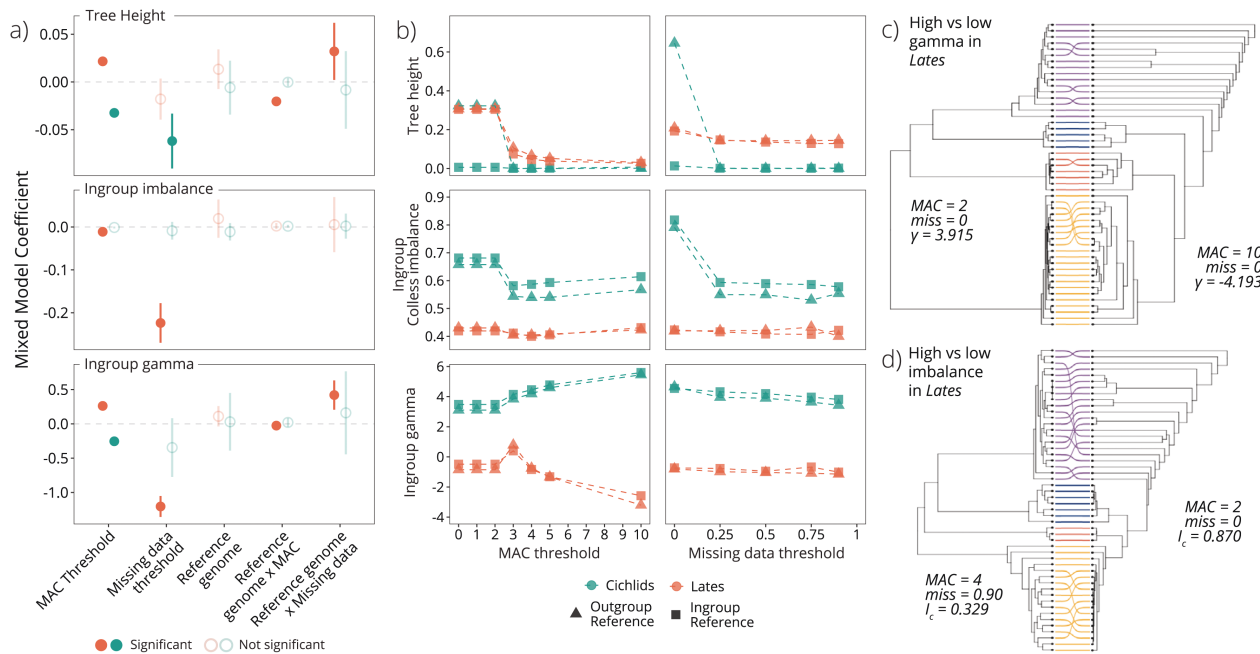 a)
Tree Height
0.05
0.00
-0.05
Ingroup imbalance
0.0
-0.1
-0.2
Ingroup gamma
0.5
0.0
-0.5
-1.0
Mixed Model Coefficient
MAC Threshold
Missing data
threshold
Reference
genome
Reference
genome x MAC
Reference genome
x Missing data
Significant
Not significant
b)
Tree height
0.6
0.4
0.2
0.0
Ingroup
Colless imbalance
0.9
0.8
0.7
0.6
0.5
0.4
Ingroup gamma
6
4
2
0
-2
-4
0 1 2 3 4 5 6 7 8 9 10
MAC threshold
0 0.25 0.5 0.75 1
Missing data threshold
Cichlids
Lates
Outgroup
Reference
Ingroup
Reference
c)
High vs low
gamma in
Lates
MAC = 2
miss = 0
γ = 3.915
MAC = 10
miss = 0
γ = -4.193
d)
High vs low
imbalance
in Lates
MAC = 2
miss = 0
Ic = 0.870
MAC = 4
miss = 0.90
Ic = 0.329